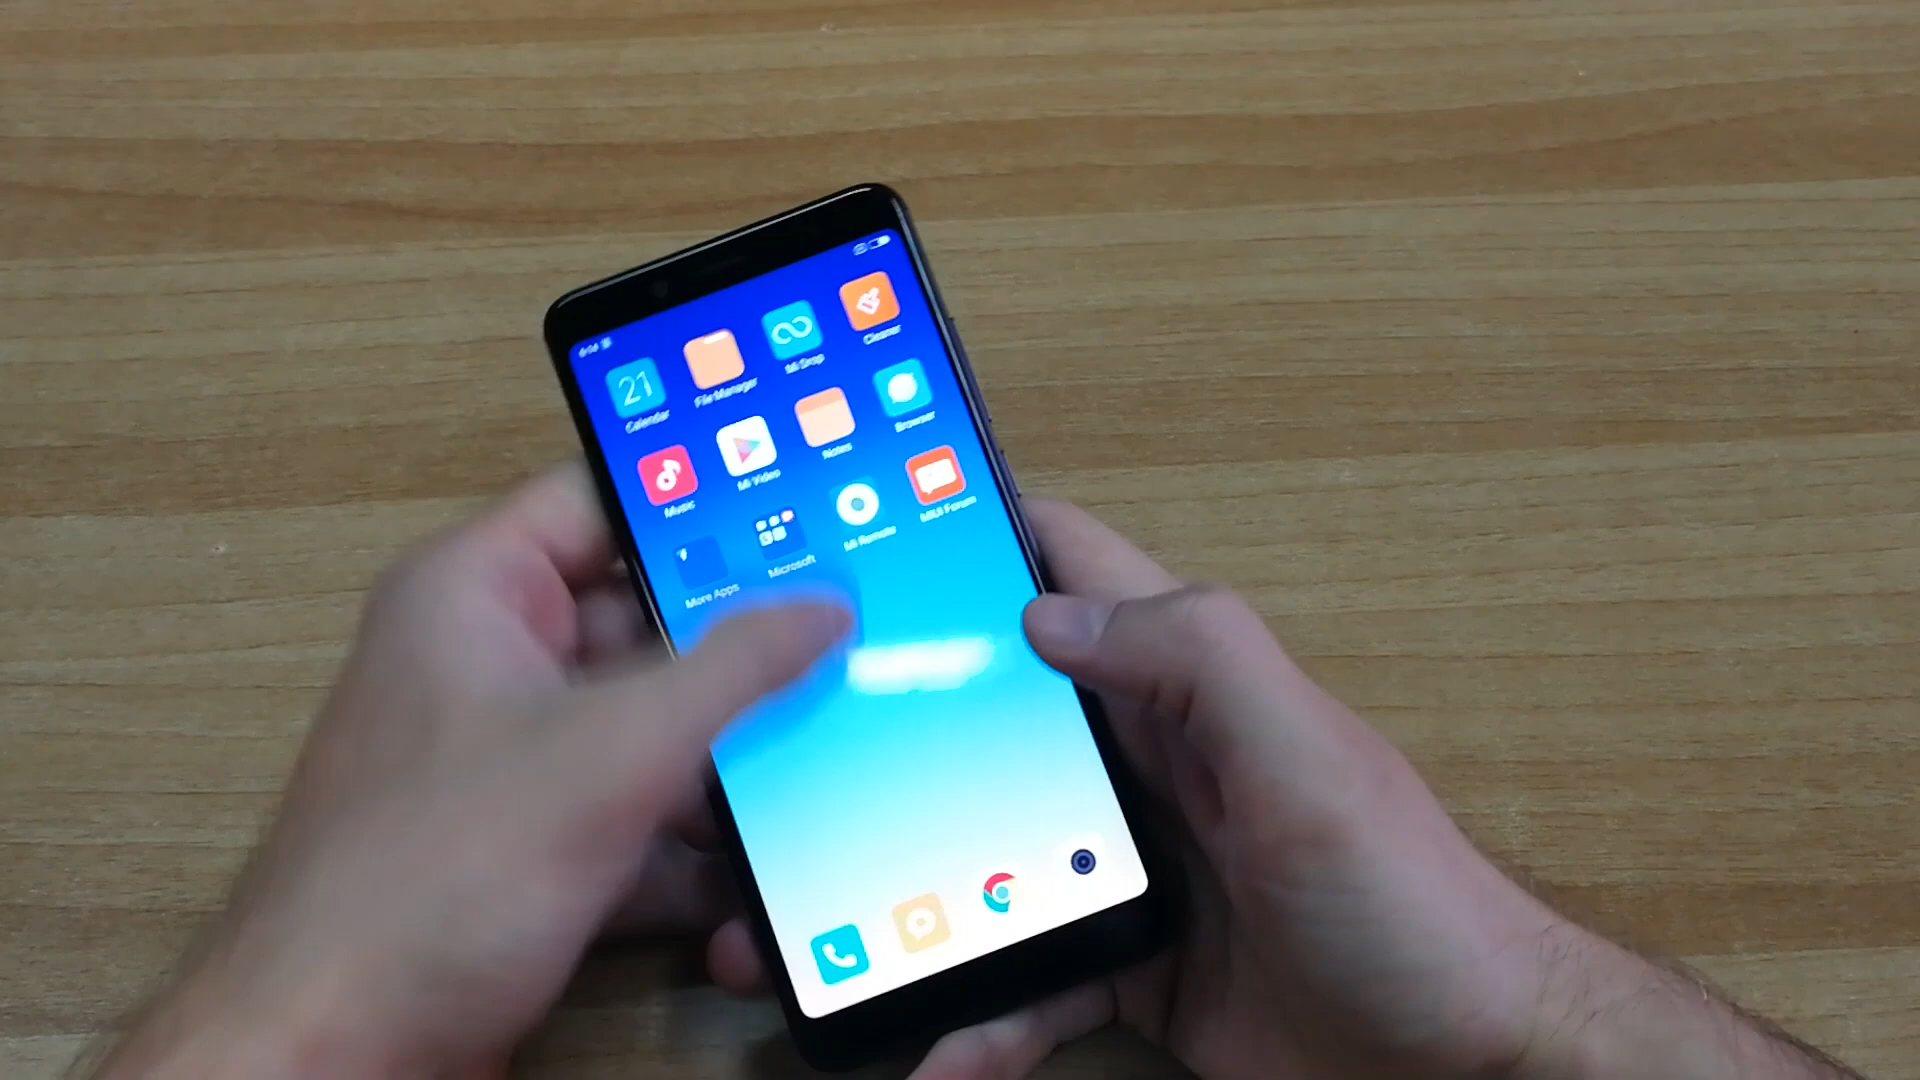 21
Calendar
File Manager
Mi Drop
Cleaner
Music
Mi Video
Notes
Browser
More Apps
Microsoft
Mi Remote
MIUI Forum